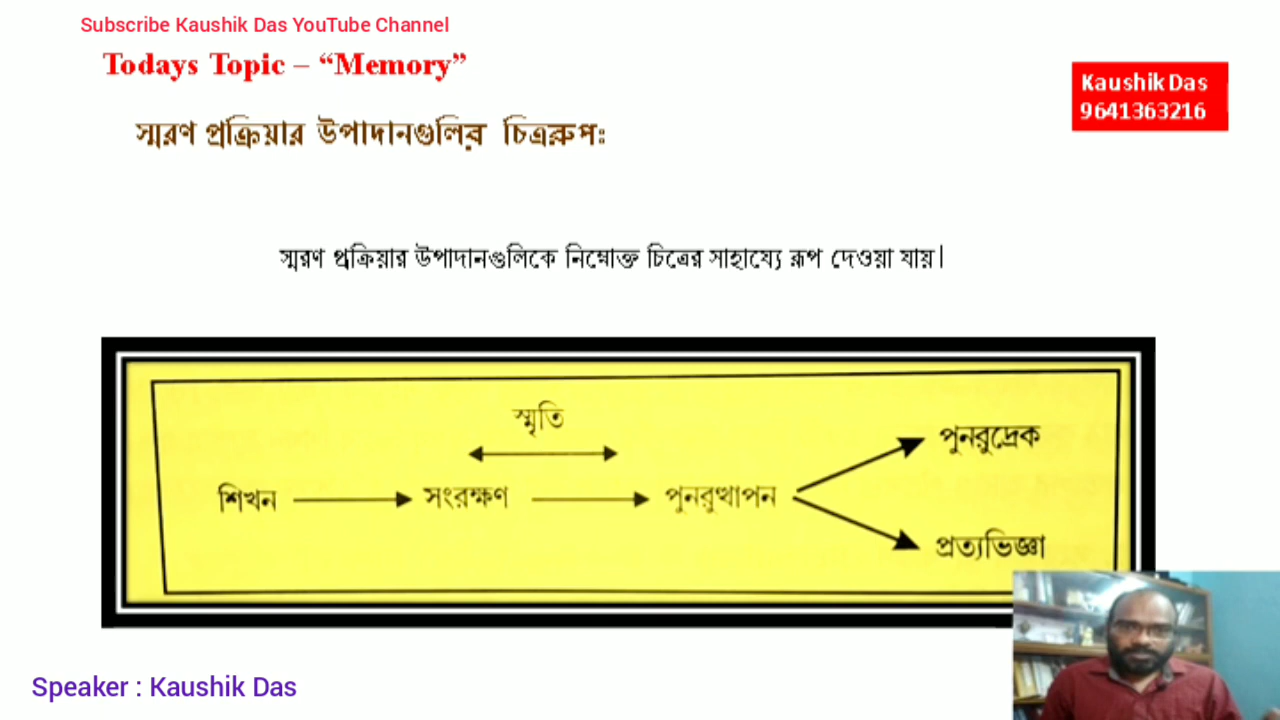 Subscribe Kaushik Das YouTube Channel
Todays Topic – “Memory”
Kaushik Das
9641363216
স্মরণ প্রক্রিয়ার উপাদানগুলির চিত্ররুপঃ
স্মরণ প্রক্রিয়ার উপাদানগুলিকে নিম্নোক্ত চিত্রের সাহায্যে রূপ দেওয়া যায়।
স্মৃতি
শিখন
সংরক্ষণ
পুনরুত্থাপন
পুনরুদ্রেক
প্রত্যভিজ্ঞা
Speaker : Kaushik Das